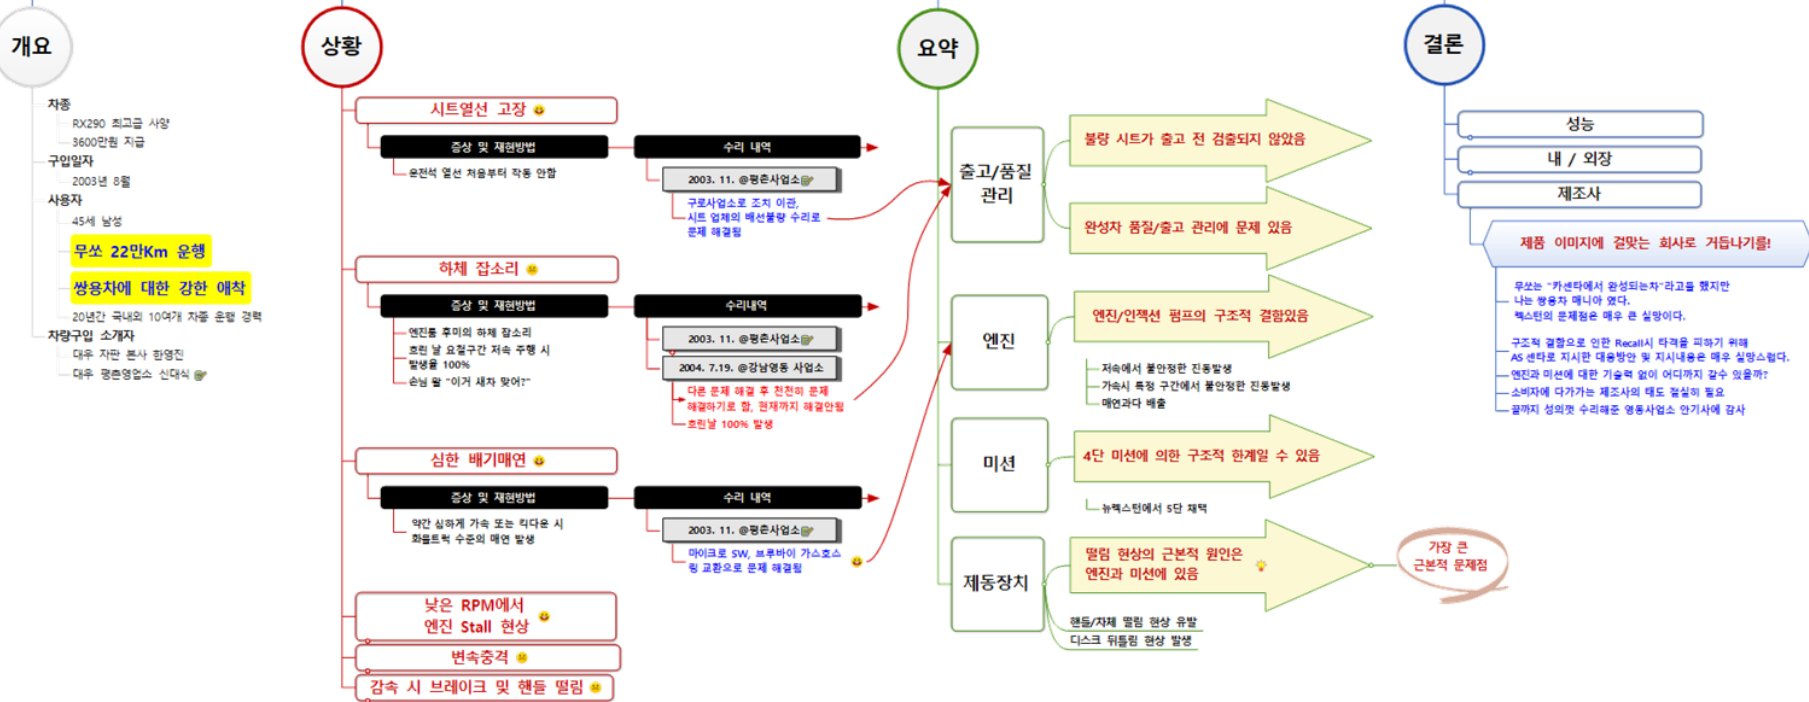 개요
차종
RX290 최고급 사양
3600만원 지급
구입일자
2003년 8월
사용자
45세 남성
무쏘 22만Km 운행
쌍용차에 대한 강한 애착
20년간 국내외 10여개 차종 운행 경력
차량구입 소개자
대우 자판 본사 한영진
대우 평촌영업소 신대식
상황
시트열선 고장
증상 및 재현방법
운전석 열선 처음부터 작동 안함
수리 내역
2003. 11. @평촌사업소
구로사업소로 조치 이관,
시트 업체의 배선불량 수리로
문제 해결됨
하체 잡소리
증상 및 재현방법
엔진룸 후미의 하체 잡소리
흐린 날 요철구간 저속 주행 시
발생율 100%
손님 왈 "이거 새차 맞어?"
수리내역
2003. 11. @평촌사업소
2004. 7.19. @강남영동 사업소
다른 문제 해결 후 천천히 문제
해결하기로 함, 현재까지 해결안됨
흐린날 100% 발생
심한 배기매연
증상 및 재현방법
약간 심하게 가속 또는 킥다운 시
화물트럭 수준의 매연 발생
수리 내역
2003. 11. @평촌사업소
마이크로 SW, 브루바이 가스호스
링 교환으로 문제 해결됨
낮은 RPM에서
엔진 Stall 현상
변속충격
감속 시 브레이크 및 핸들 떨림
요약
출고/품질
관리
불량 시트가 출고 전 검출되지 않았음
완성차 품질/출고 관리에 문제 있음
엔진
엔진/인젝션 펌프의 구조적 결함있음
저속에서 불안정한 진동발생
가속시 특정 구간에서 불안정한 진동발생
매연과다 배출
미션
4단 미션에 의한 구조적 한계일 수 있음
뉴렉스턴에서 5단 채택
제동장치
떨림 현상의 근본적 원인은
엔진과 미션에 있음
핸들/차체 떨림 현상 유발
디스크 뒤틀림 현상 발생
가장 큰
근본적 문제점
결론
성능
내 / 외장
제조사
제품 이미지에 걸맞는 회사로 거듭나기를!
무쏘는 "카센타에서 완성되는차"라고들 했지만
나는 쌍용차 매니아 였다.
렉스턴의 문제점은 매우 큰 실망이다.
구조적 결함으로 인한 Recall시 타격을 피하기 위해
AS 센타로 지시한 대응방안 및 지시내용은 매우 실망스럽다.
엔진과 미션에 대한 기술력 없이 어디까지 갈수 있을까?
소비자에 다가가는 제조사의 태도 절실히 필요
끝까지 성의껏 수리해준 영동사업소 안기사에 감사